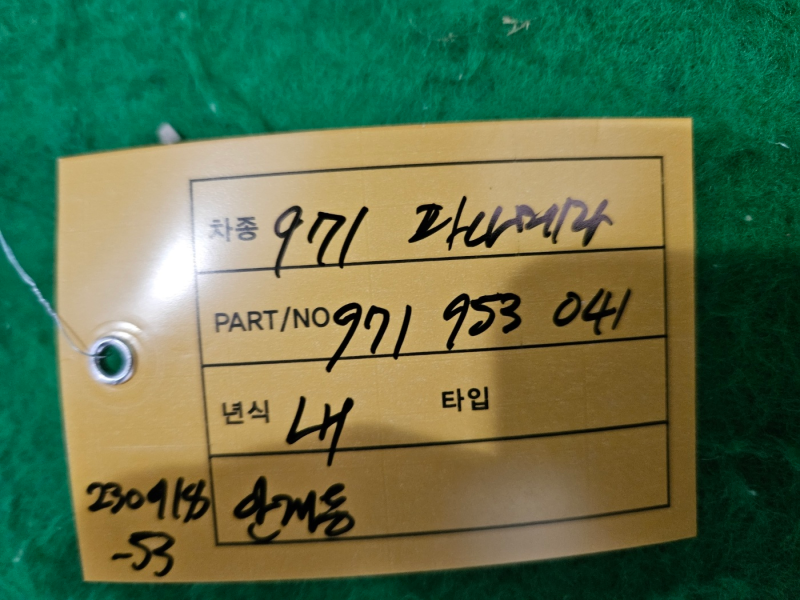 차종 971 파나메라
PART/NO 971 953 041
년식 내 타입
안개등
230918
-53